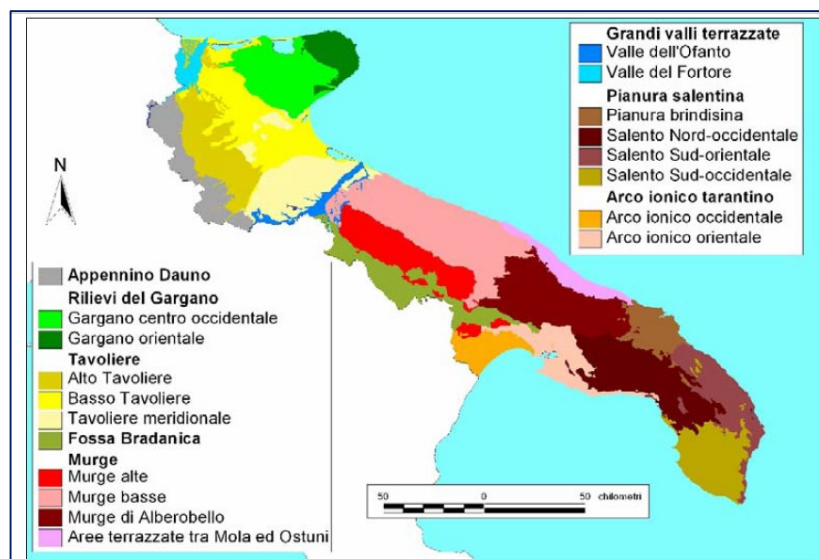 Grandi valli terrazzate
Valle dell'Ofanto
Valle del Fortore
Pianura salentina
Pianura brindisina
Salento Nord-occidentale
Salento Sud-orientale
Salento Sud-occidentale
Arco ionico tarantino
Arco ionico occidentale
Arco ionico orientale
N
Appennino Dauno
Rilievi del Gargano
Gargano centro occidentale
Gargano orientale
Tavoliere
Alto Tavoliere
Basso Tavoliere
Tavoliere meridionale
Fossa Bradanica
Murge
Murge alte
Murge basse
Murge di Alberobello
Aree terrazzate tra Mola ed Ostuni
50 0 50 chilometri